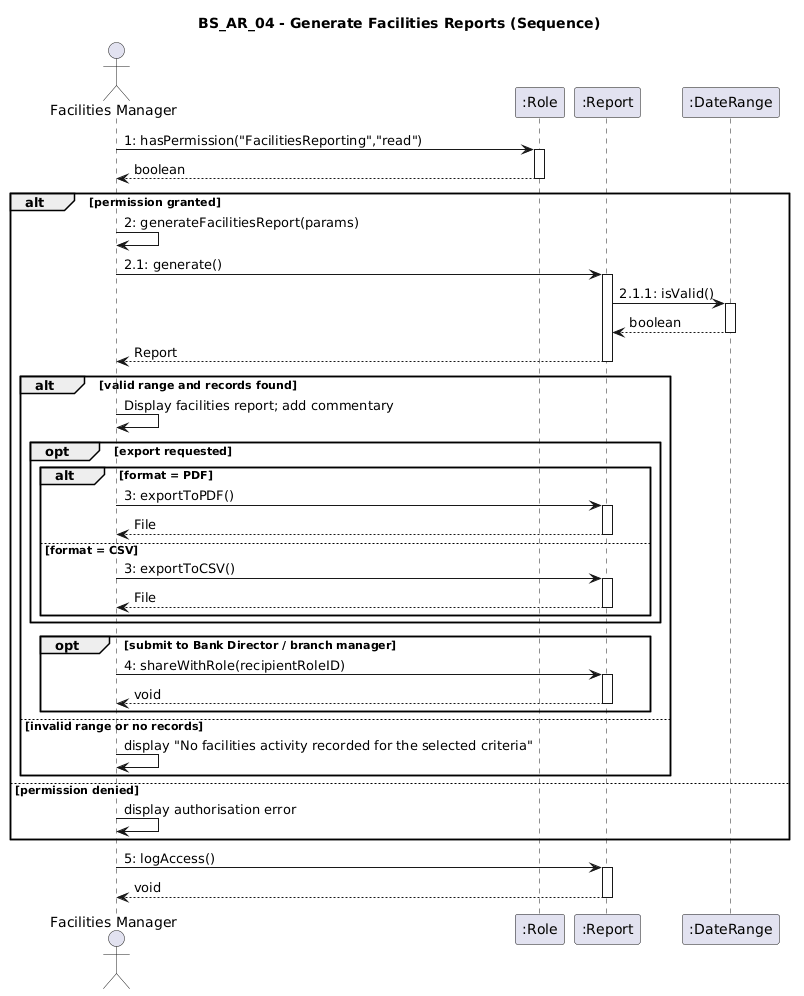 BS_AR_04 - Generate Facilities Reports (Sequence)
Facilities Manager
:Role
:Report
:DateRange
1: hasPermission("FacilitiesReporting","read")
boolean
alt
[permission granted]
2: generateFacilitiesReport(params)
2.1: generate()
2.1.1: isValid()
boolean
Report
alt
[valid range and records found]
Display facilities report; add commentary
opt
[export requested]
alt
[format = PDF]
3: exportToPDF()
File
[format = CSV]
3: exportToCSV()
File
opt
[submit to Bank Director / branch manager]
4: shareWithRole(recipientRoleID)
void
[invalid range or no records]
display "No facilities activity recorded for the selected criteria"
[permission denied]
display authorisation error
5: logAccess()
void
Facilities Manager
:Role
:Report
:DateRange